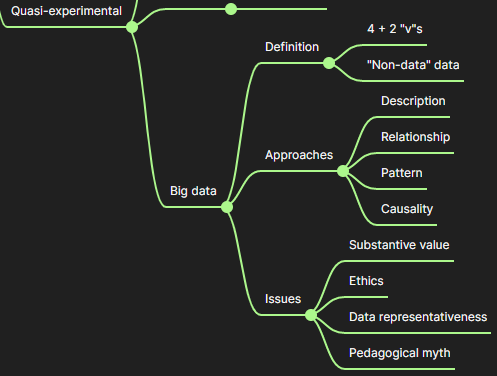 Quasi-experimental
Big data
Definition
4 + 2 "v"s
"Non-data" data
Approaches
Description
Relationship
Pattern
Causality
Issues
Substantive value
Ethics
Data representativeness
Pedagogical myth